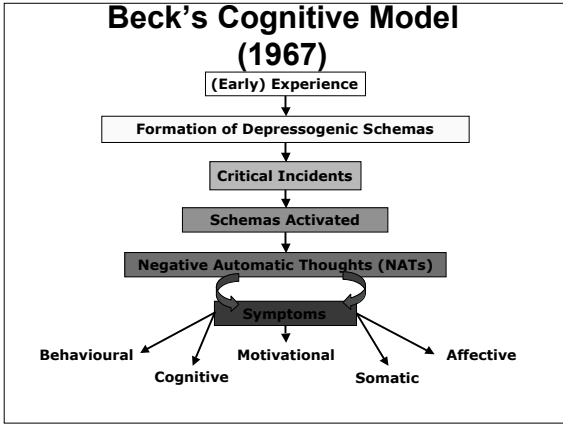 Beck's Cognitive Model
(1967)
(Early) Experience
Formation of Depressogenic Schemas
Critical Incidents
Schemas Activated
Negative Automatic Thoughts (NATs)
Symptoms
Behavioural
Cognitive
Motivational
Somatic
Affective